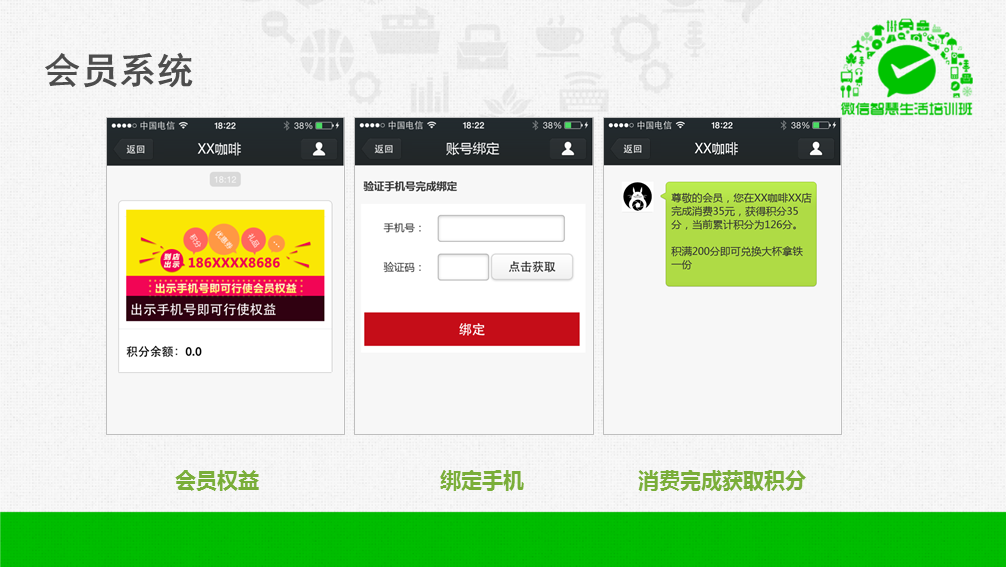 会员系统
微信智慧生活培训班
中国电信 18:22 38%
返回 XX咖啡
18:12
积分 优惠券 礼品 ...
到店出示 186XXXX8686
出示手机号即可行使会员权益
出示手机号即可行使权益
积分余额：0.0
中国电信 18:22 38%
返回 账号绑定
验证手机号完成绑定
手机号：
验证码： 点击获取
绑定
中国电信 18:22 38%
返回 XX咖啡
尊敬的会员，您在XX咖啡XX店
完成消费35元，获得积分35
分，当前累计积分为126分。
积满200分即可兑换大杯拿铁
一份
会员权益
绑定手机
消费完成获取积分